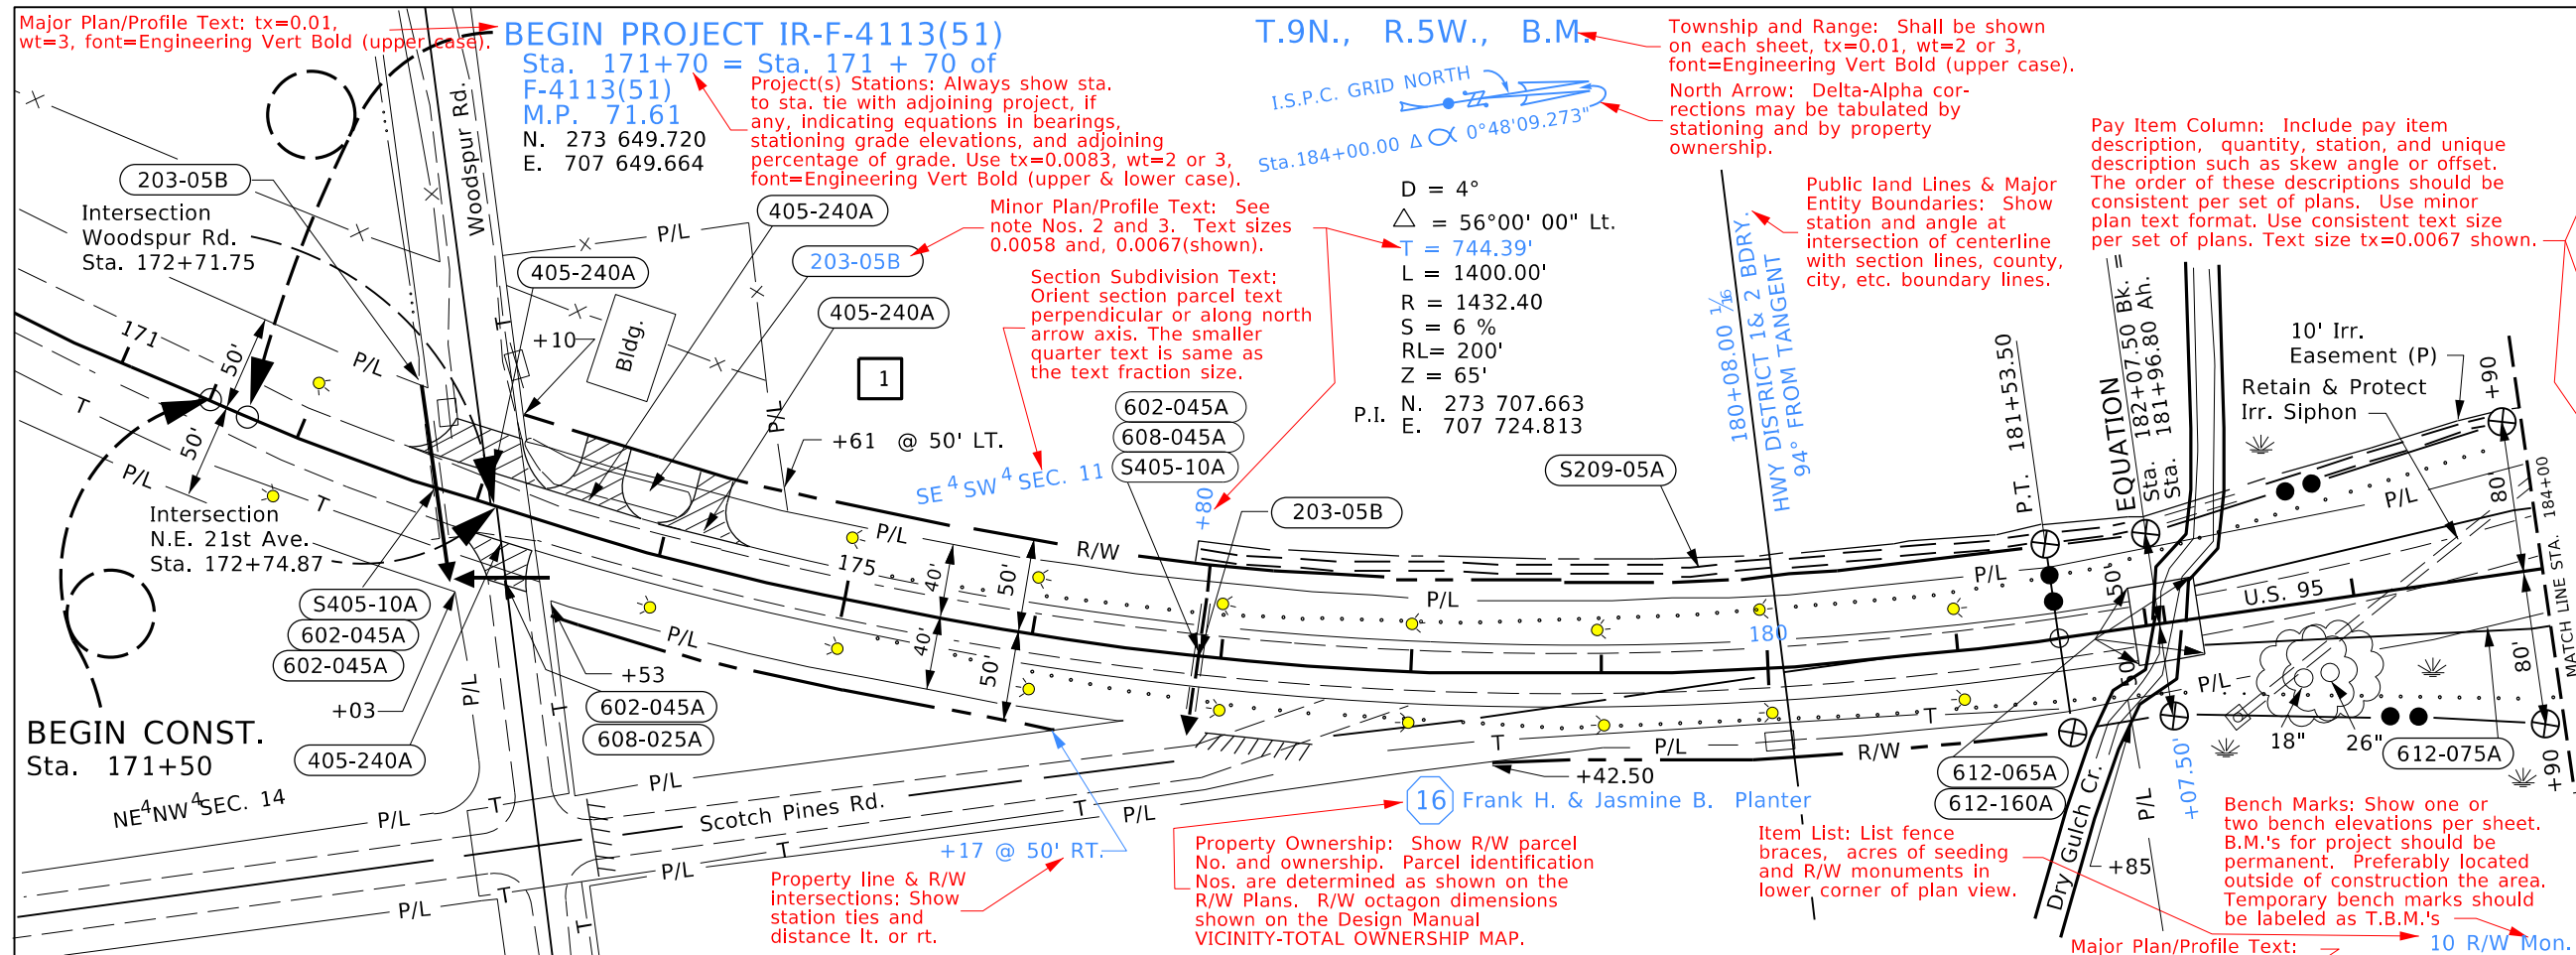 Major Plan/Profile Text: tx=0.01,
wt=3, font=Engineering Vert Bold (upper case).
BEGIN PROJECT IR-F-4113(51)
Sta. 171+70 = Sta. 171 + 70 of
F-4113(51)
M.P. 71.61
N. 273 649.720
E. 707 649.664
Project(s) Stations: Always show sta.
to sta. tie with adjoining project, if
any, indicating equations in bearings,
stationing grade elevations, and adjoining
percentage of grade. Use tx=0.0083, wt=2 or 3,
font=Engineering Vert Bold (upper & lower case).
T.9N., R.5W., B.M.
Township and Range: Shall be shown
on each sheet, tx=0.01, wt=2 or 3,
font=Engineering Vert Bold (upper case).
I.S.P.C. GRID NORTH
Sta.184+00.00 Δ ∝ 0°48'09.273"
North Arrow: Delta-Alpha cor-
rections may be tabulated by
stationing and by property
ownership.
Pay Item Column: Include pay item
description, quantity, station, and unique
description such as skew angle or offset.
The order of these descriptions should be
consistent per set of plans. Use minor
plan text format. Use consistent text size
per set of plans. Text size tx=0.0067 shown.
Public land Lines & Major
Entity Boundaries: Show
station and angle at
intersection of centerline
with section lines, county,
city, etc. boundary lines.
D = 4°
△ = 56°00' 00" Lt.
T = 744.39'
L = 1400.00'
R = 1432.40
S = 6 %
RL= 200'
Z = 65'
P.I. N. 273 707.663
E. 707 724.813
Minor Plan/Profile Text: See
note Nos. 2 and 3. Text sizes
0.0058 and, 0.0067(shown).
Section Subdivision Text:
Orient section parcel text
perpendicular or along north
arrow axis. The smaller
quarter text is same as
the text fraction size.
203-05B
Woodspur Rd.
Intersection
Woodspur Rd.
Sta. 172+71.75
405-240A
P/L
405-240A
203-05B
405-240A
+10
Bldg.
T
1
P/L
171
50'
P/L
50'
T
P/L
T
+61 @ 50' LT.
SE 4 SW 4 SEC. 11
602-045A
608-045A
S405-10A
+80
203-05B
S209-05A
180+08.00 1/16
HWY DISTRICT 1& 2 BDRY.
94° FROM TANGENT
P.T. 181+53.50
EQUATION
Sta. 182+07.50 Bk. =
Sta. 181+96.80 Ah.
10' Irr.
Easement (P)
Retain & Protect
Irr. Siphon
+90
80'
P/L
MATCH LINE STA. 184+00
80'
+90
Intersection
N.E. 21st Ave.
Sta. 172+74.87
S405-10A
602-045A
602-045A
+03
405-240A
P/L
T
+53
602-045A
608-025A
P/L
175
P/L
R/W
40'
50'
40'
50'
P/L
180
P/L
50'
50'
U.S. 95
P/L
T
T
P/L
R/W
+42.50
18"
26"
612-075A
612-065A
612-160A
+07.50'
Dry Gulch Cr.
P/L
+85
BEGIN CONST.
Sta. 171+50
NE 4 NW 4 SEC. 14
P/L
T
P/L
Scotch Pines Rd.
T
P/L
T
P/L
P/L
T
T
+17 @ 50' RT.
16 Frank H. & Jasmine B. Planter
Property line & R/W
intersections: Show
station ties and
distance lt. or rt.
Property Ownership: Show R/W parcel
No. and ownership. Parcel identification
Nos. are determined as shown on the
R/W Plans. R/W octagon dimensions
shown on the Design Manual
VICINITY-TOTAL OWNERSHIP MAP.
Item List: List fence
braces, acres of seeding
and R/W monuments in
lower corner of plan view.
Bench Marks: Show one or
two bench elevations per sheet.
B.M.'s for project should be
permanent. Preferably located
outside of construction the area.
Temporary bench marks should
be labeled as T.B.M.'s
10 R/W Mon.
Major Plan/Profile Text: